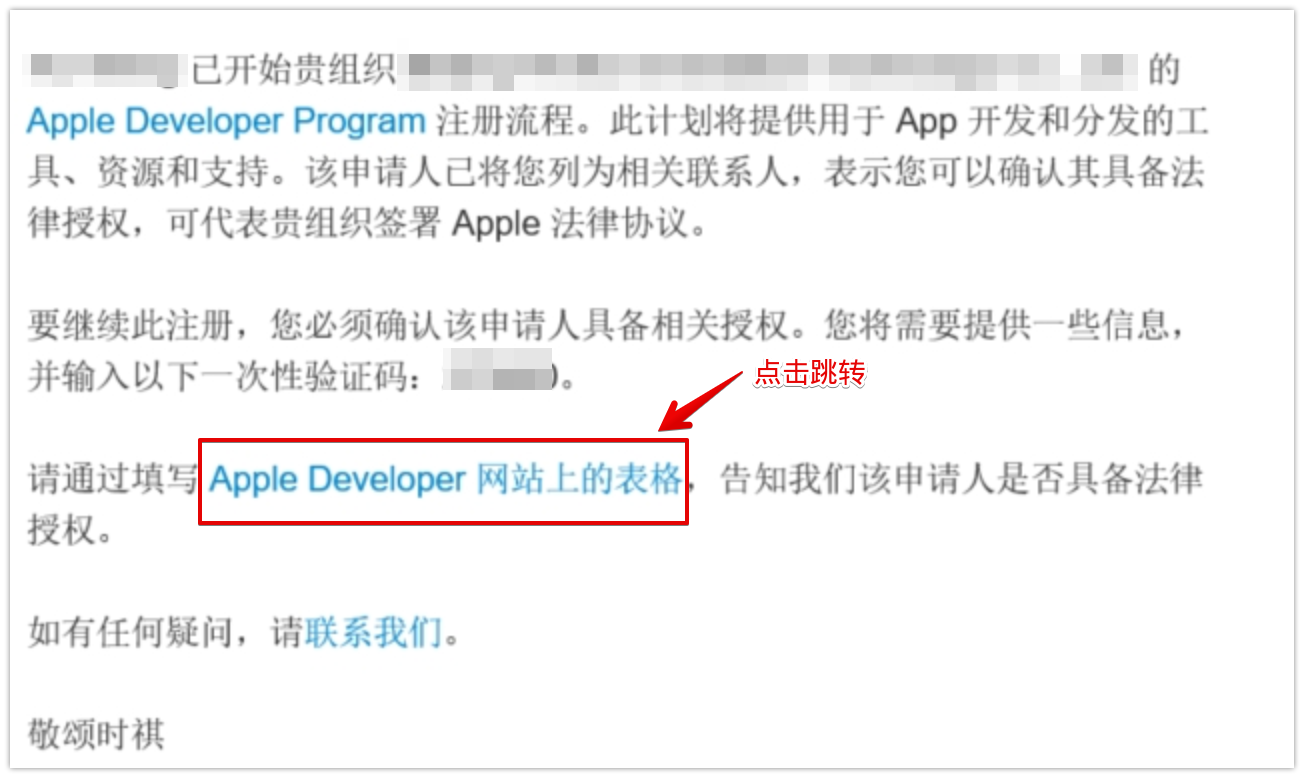 已开始贵组织 的
Apple Developer Program 注册流程。此计划将提供用于 App 开发和分发的工
具、资源和支持。该申请人已将您列为相关联系人，表示您可以确认其具备法
律授权，可代表贵组织签署 Apple 法律协议。
要继续此注册，您必须确认该申请人具备相关授权。您将需要提供一些信息，
并输入以下一次性验证码： )。
点击跳转
请通过填写 Apple Developer 网站上的表格，告知我们该申请人是否具备法律
授权。
如有任何疑问，请联系我们。
敬颂时祺